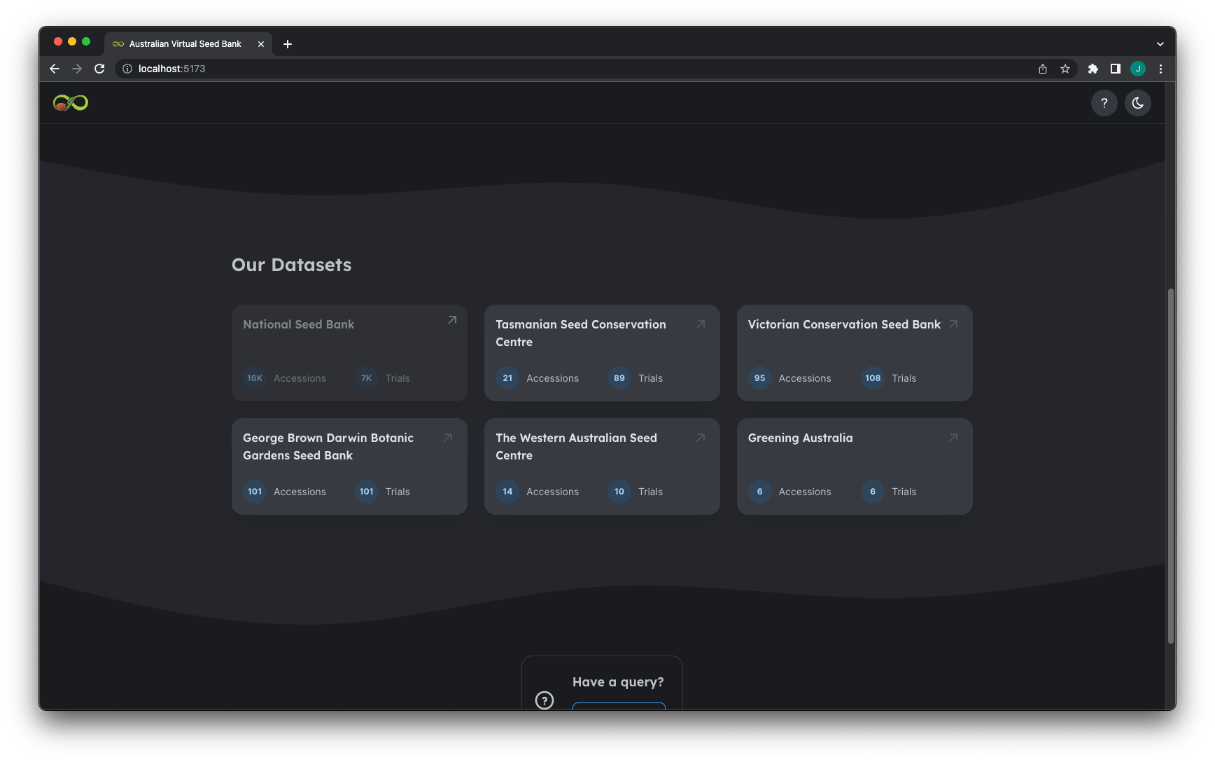 Australian Virtual Seed Bank
localhost:5173
J
?
Our Datasets
National Seed Bank
16K Accessions 7K Trials
Tasmanian Seed Conservation
Centre
21 Accessions 89 Trials
Victorian Conservation Seed Bank
95 Accessions 108 Trials
George Brown Darwin Botanic
Gardens Seed Bank
101 Accessions 101 Trials
The Western Australian Seed
Centre
14 Accessions 10 Trials
Greening Australia
6 Accessions 6 Trials
Have a query?
?